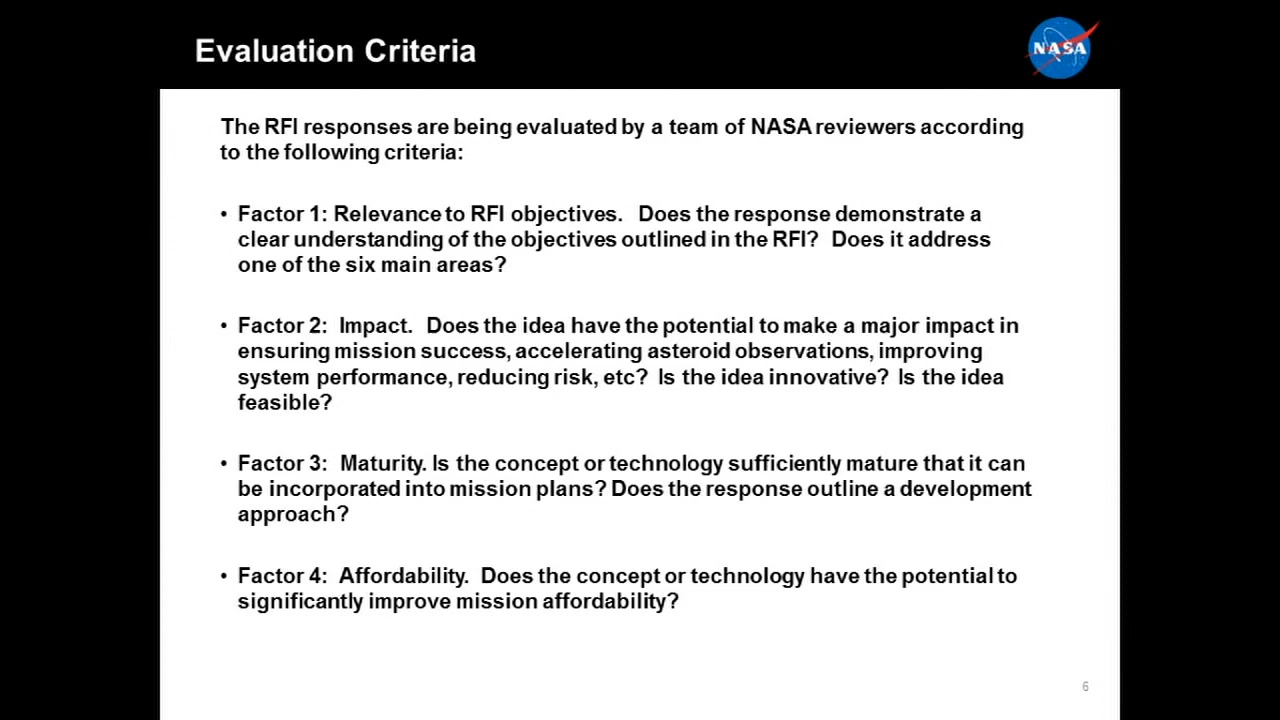 Evaluation Criteria
NASA
The RFI responses are being evaluated by a team of NASA reviewers according
to the following criteria:
• Factor 1: Relevance to RFI objectives. Does the response demonstrate a
clear understanding of the objectives outlined in the RFI? Does it address
one of the six main areas?
• Factor 2: Impact. Does the idea have the potential to make a major impact in
ensuring mission success, accelerating asteroid observations, improving
system performance, reducing risk, etc? Is the idea innovative? Is the idea
feasible?
• Factor 3: Maturity. Is the concept or technology sufficiently mature that it can
be incorporated into mission plans? Does the response outline a development
approach?
• Factor 4: Affordability. Does the concept or technology have the potential to
significantly improve mission affordability?
6